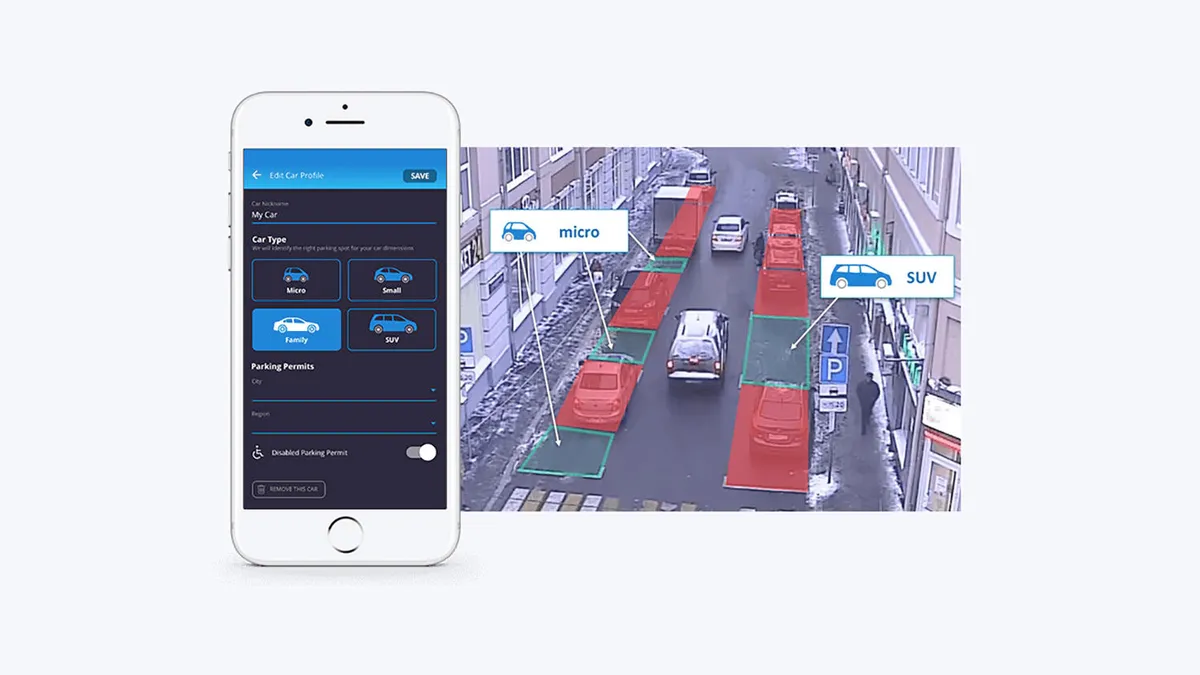 Edit Car Profile
SAVE
Car Nickname
My Car
Car Type
We will identify the right parking spot for your car dimensions
Micro
Small
Family
SUV
Parking Permits
City
Region
Disabled Parking Permit
REMOVE THIS CAR
micro
SUV
P